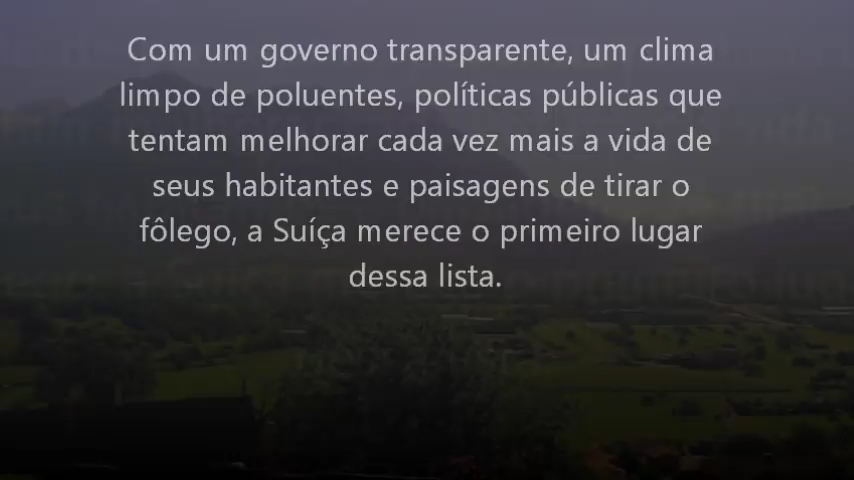 Com um governo transparente, um clima
limpo de poluentes, políticas públicas que
tentam melhorar cada vez mais a vida de
seus habitantes e paisagens de tirar o
fôlego, a Suíça merece o primeiro lugar
dessa lista.